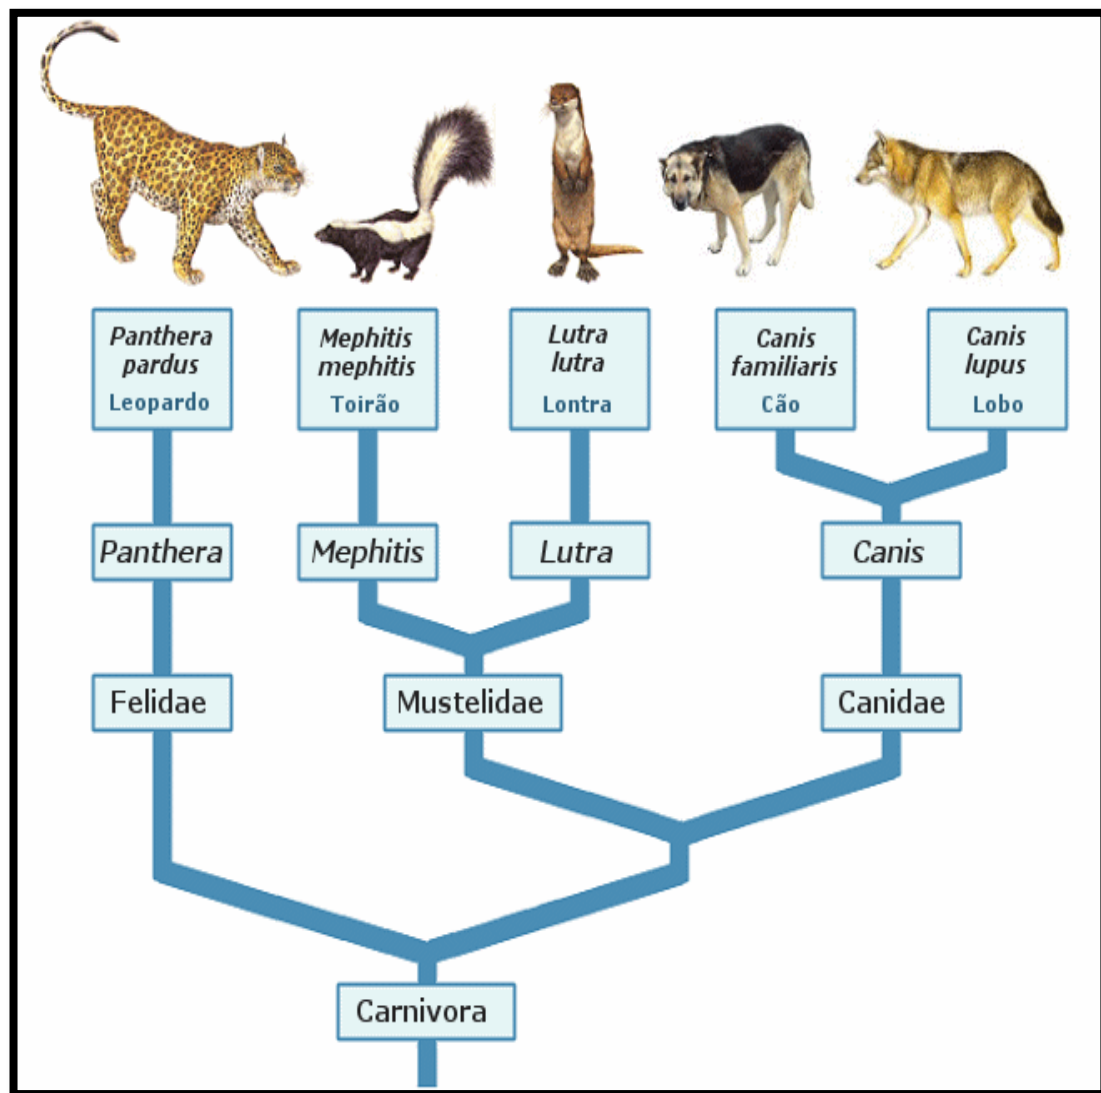 Panthera
pardus
Leopardo
Mephitis
mephitis
Toirão
Lutra
lutra
Lontra
Canis
familiaris
Cão
Canis
lupus
Lobo
Panthera
Mephitis
Lutra
Canis
Felidae
Mustelidae
Canidae
Carnivora